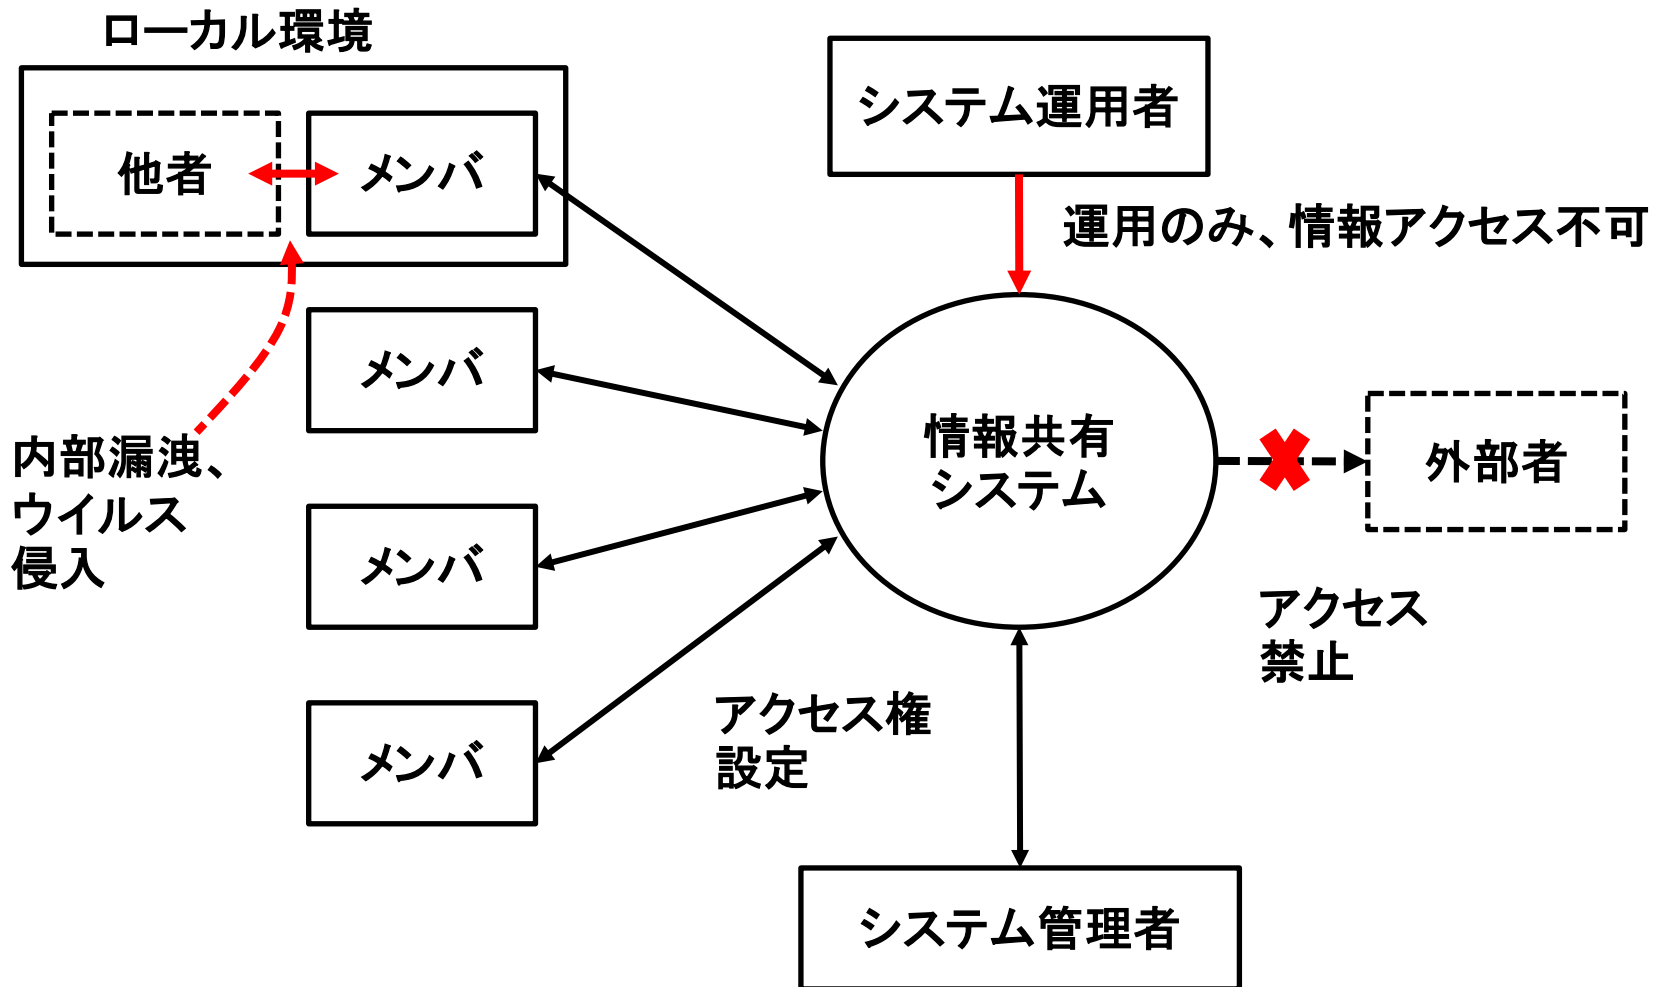 ローカル環境
システム運用者
他者
メンバ
運用のみ、情報アクセス不可
メンバ
情報共有
システム
外部者
内部漏洩、
ウイルス
侵入
メンバ
アクセス
禁止
アクセス権
設定
メンバ
システム管理者